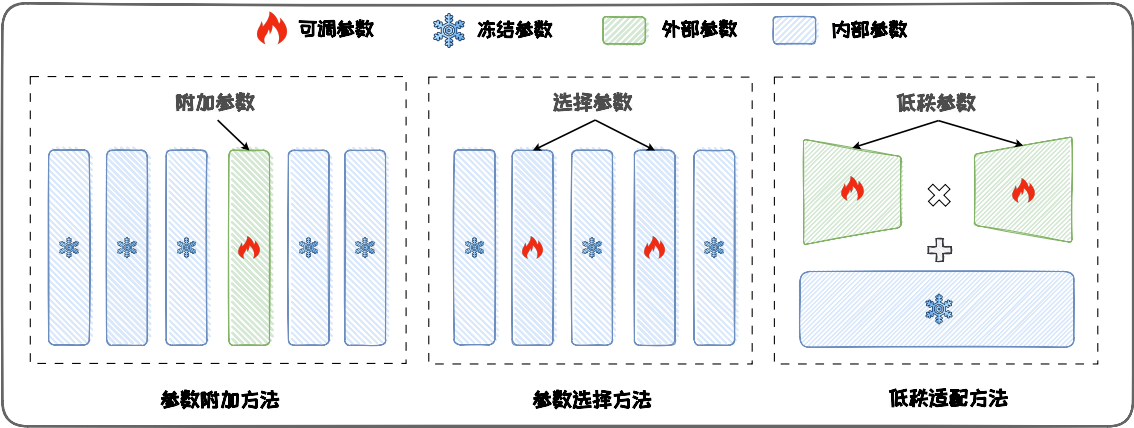 可调参数 冻结参数 外部参数 内部参数
附加参数 选择参数 低秩参数
参数附加方法 参数选择方法 低秩适配方法